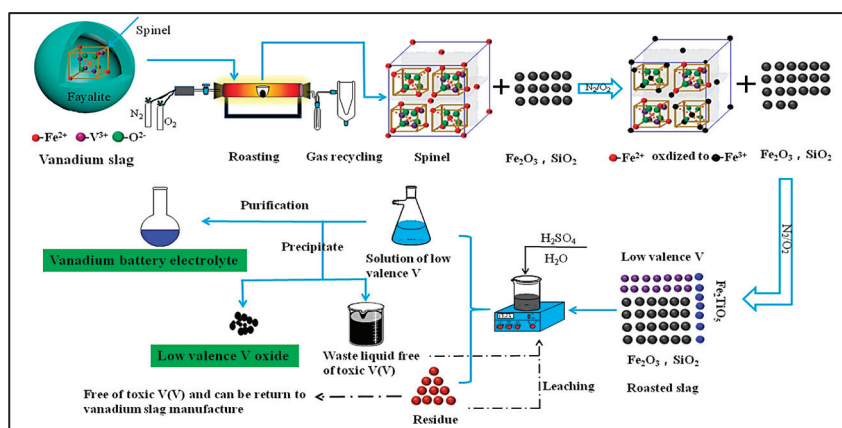 Spinel
Fayalite
N2
O2
-Fe2+ -V3+ -O2-
Vanadium slag
Roasting
Gas recycling
Spinel
+
Fe2O3 , SiO2
N2/O2
+
-Fe2+ oxdized to -Fe3+
Fe2O3 , SiO2
N2/O2
Purification
Precipitate
Vanadium battery electrolyte
Solution of low
valence V
H2SO4
H2O
Low valence V
Fe2TiO5
Fe2O3 , SiO2
Roasted slag
Low valence V oxide
Waste liquid free
of toxic V(V)
Leaching
Free of toxic V(V) and can be return to
vanadium slag manufacture
Residue